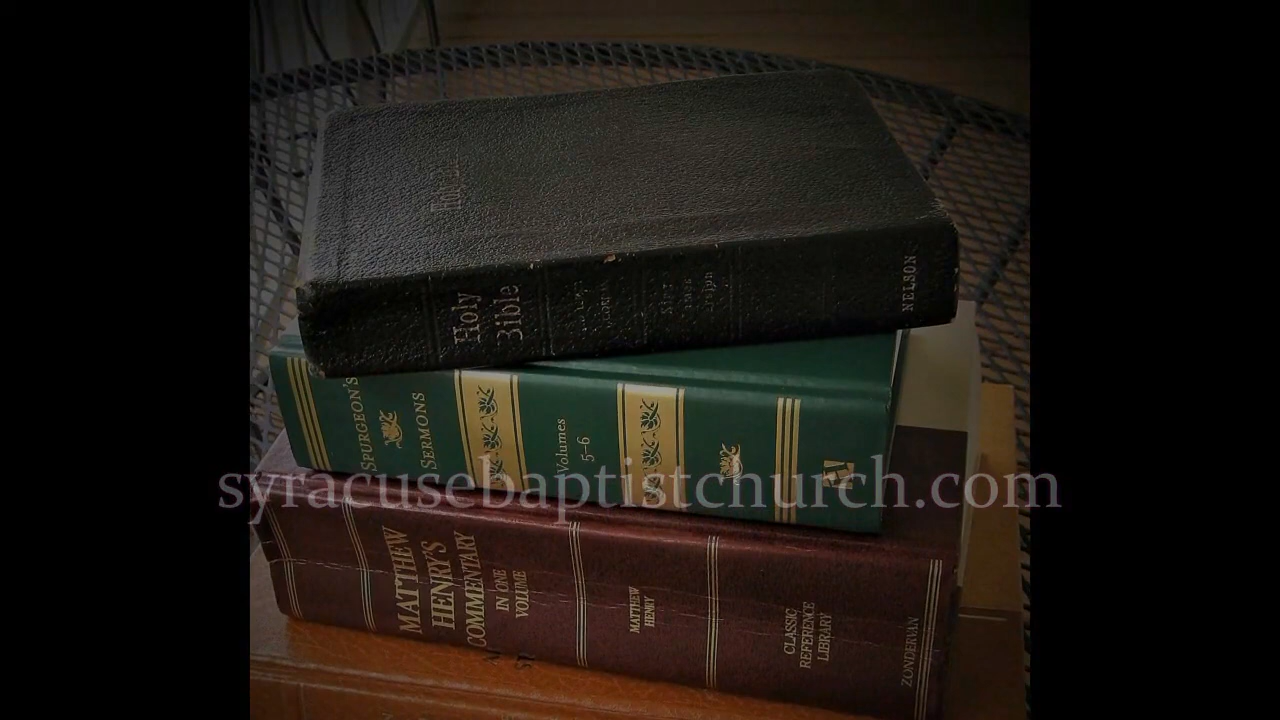 Holy
Bible
NELSON
SPURGEON'S
SERMONS
Volumes
5-6
syracusebaptistchurch.com
MATTHEW
HENRY'S
COMMENTARY
IN ONE
VOLUME
MATTHEW
HENRY
CLASSIC
REFERENCE
LIBRARY
ZONDERVAN